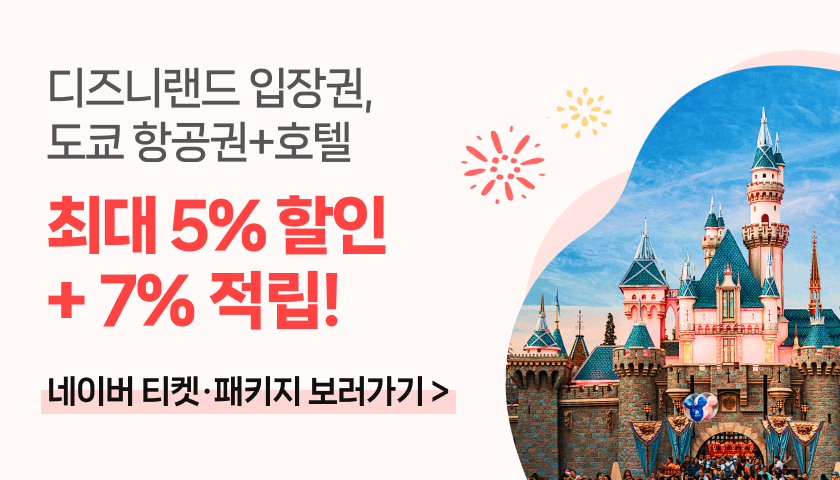 디즈니랜드 입장권,
도쿄 항공권+호텔
최대 5% 할인
+ 7% 적립!
네이버 티켓·패키지 보러가기 >